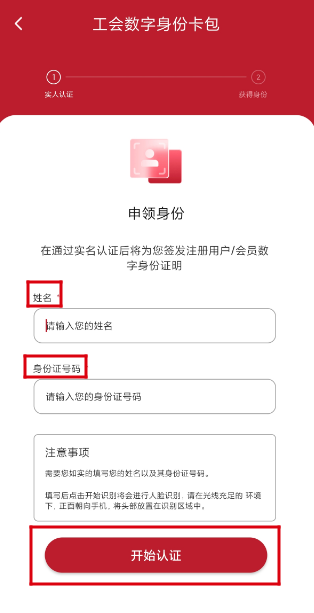 工会数字身份卡包
1
2
实人认证
获得身份
申领身份
在通过实名认证后将为您签发注册用户/会员数
字身份证明
姓名 *
请输入您的姓名
身份证号码 *
请输入您的身份证号码
注意事项
需要您如实的填写您的姓名以及其身份证号码。
填写后点击开始识别将会进行人脸识别, 请在光线充足的 环境
下, 正面朝向手机, 将头部放置在识别区域中。
开始认证